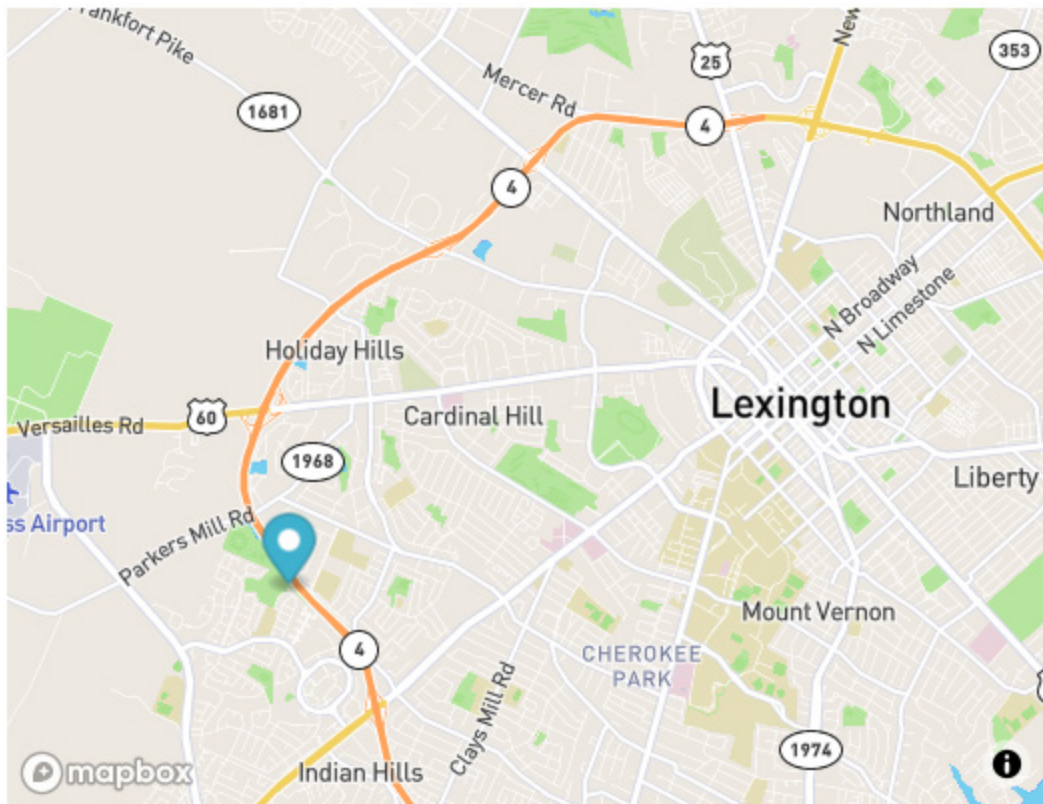 Frankfort Pike
New
353
25
Mercer Rd
1681
4
4
Northland
N Broadway
N Limestone
Holiday Hills
Lexington
60
Versailles Rd
Cardinal Hill
1968
Liberty
ss Airport
Parkers Mill Rd
Mount Vernon
4
CHEROKEE
PARK
Clays Mill Rd
1974
mapbox
i
Indian Hills